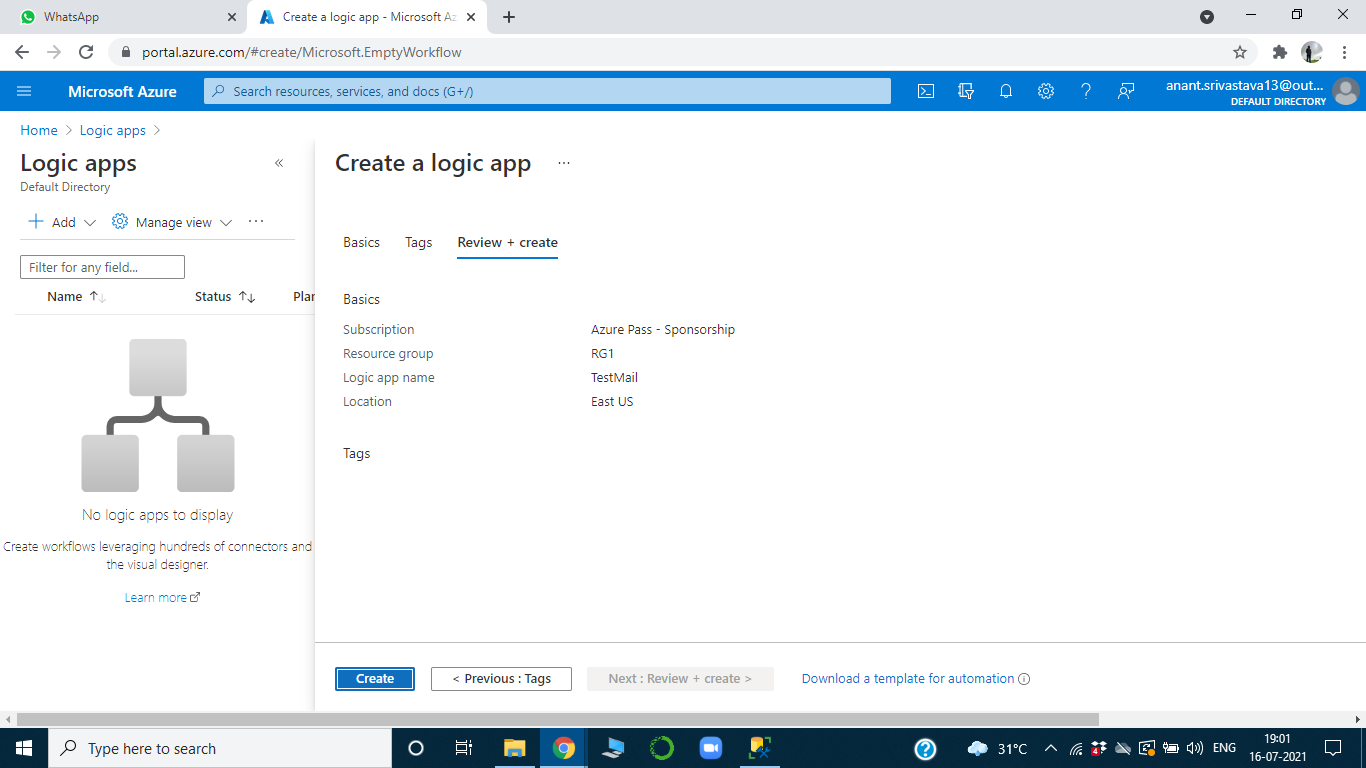 WhatsApp
Create a logic app - Microsoft Az
portal.azure.com/#create/Microsoft.EmptyWorkflow
Microsoft Azure
Search resources, services, and docs (G+/)
anant.srivastava13@out...
DEFAULT DIRECTORY
Home > Logic apps >
Logic apps
«
Default Directory
+ Add
Manage view
...
Filter for any field...
Name ↑↓
Status ↑↓
Plan
No logic apps to display
Create workflows leveraging hundreds of connectors and
the visual designer.
Learn more
Create a logic app ...
Basics
Tags
Review + create
Basics
Subscription Azure Pass - Sponsorship
Resource group RG1
Logic app name TestMail
Location East US
Tags
Create
< Previous : Tags
Next : Review + create >
Download a template for automation
Type here to search
31°C
4
ENG
19:01
16-07-2021